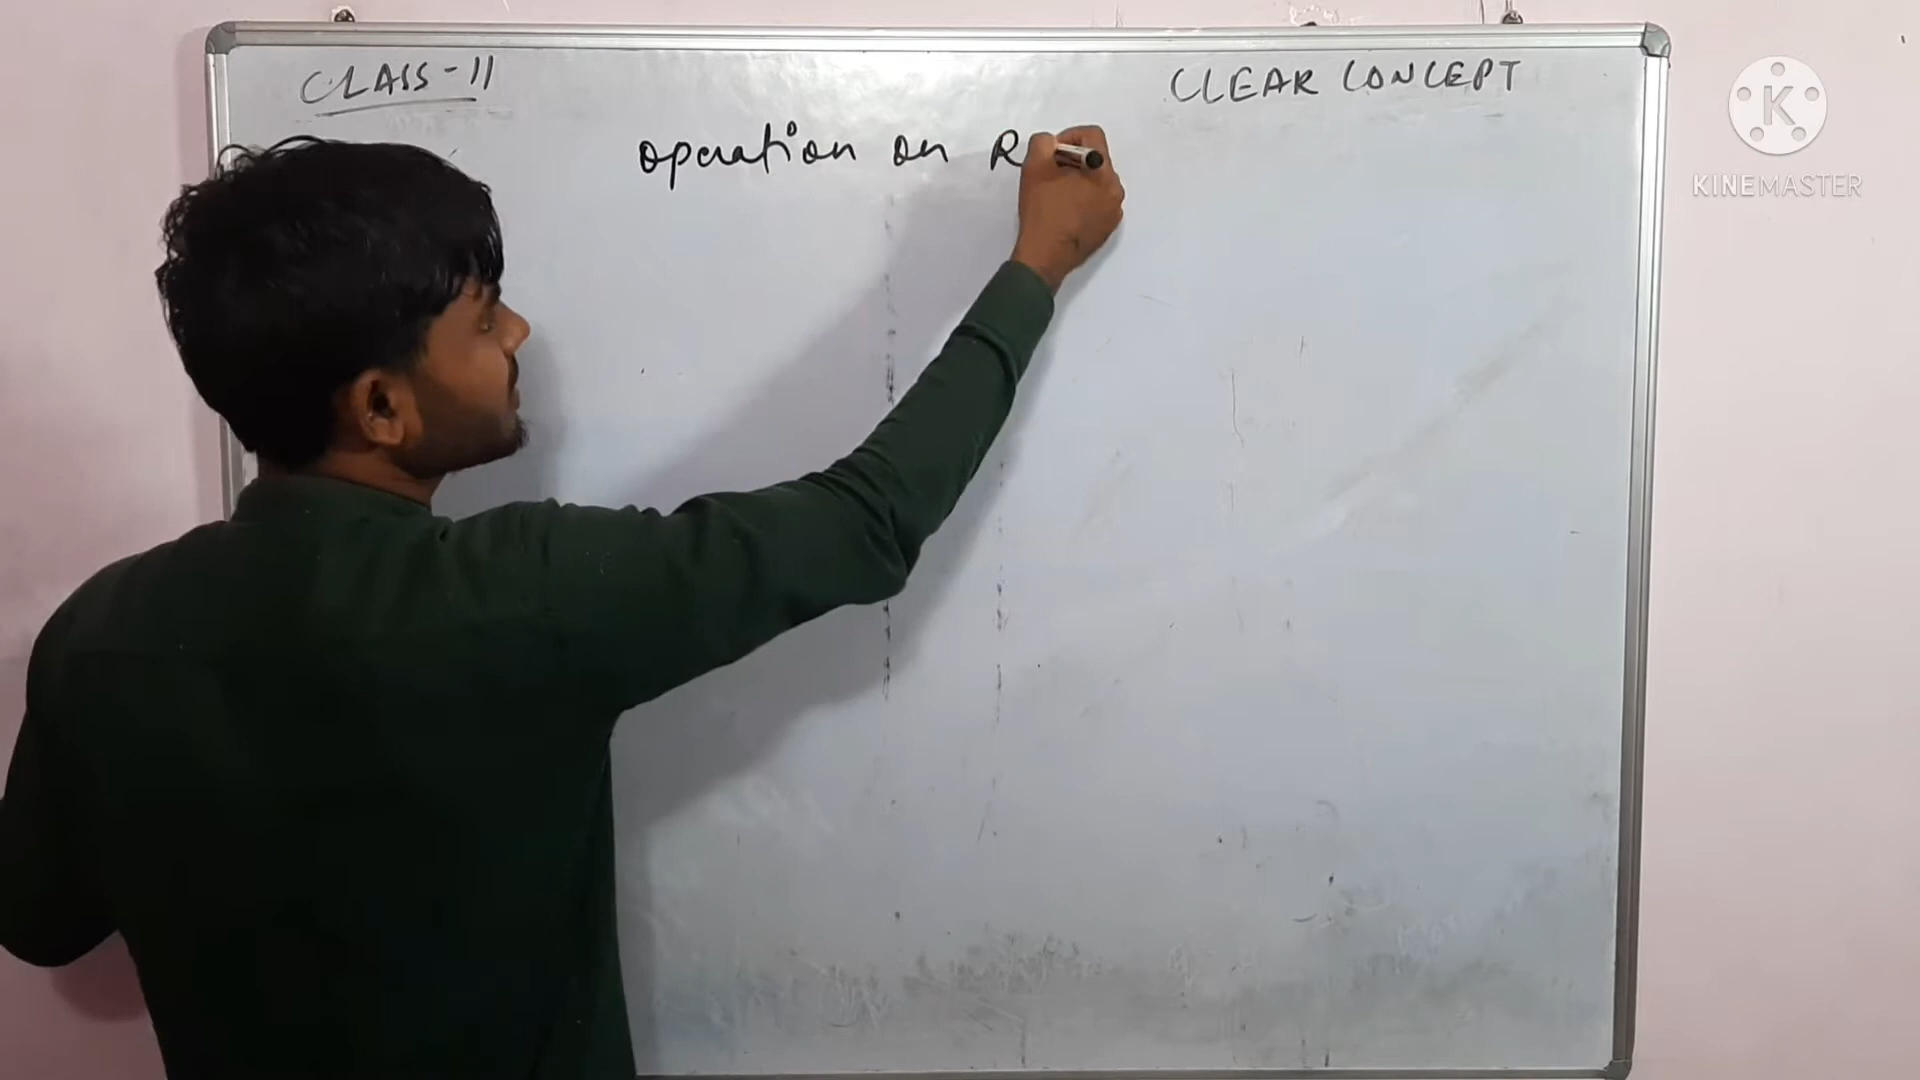 CLASS-11
CLEAR CONCEPT
operation on R
K
KINEMASTER